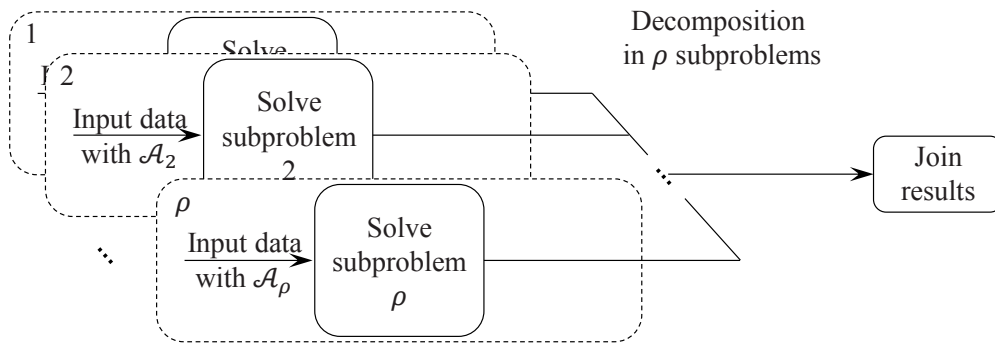 1
Solve
2
Input data
with 𝒜₂
Solve
subproblem
2
ρ
Input data
with 𝒜ρ
Solve
subproblem
ρ
Decomposition
in ρ subproblems
Join
results